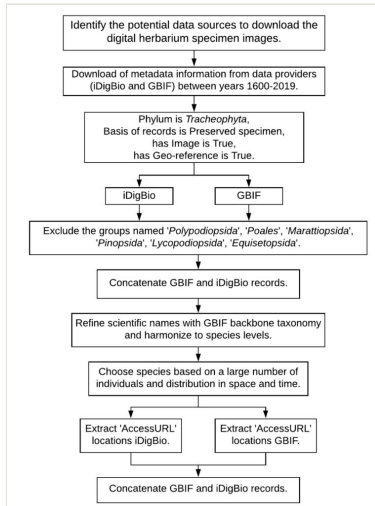 Identify the potential data sources to download the
digital herbarium specimen images.
Download of metadata information from data providers
(iDigBio and GBIF) between years 1600-2019.
Phylum is Tracheophyta,
Basis of records is Preserved specimen,
has Image is True,
has Geo-reference is True.
iDigBio
GBIF
Exclude the groups named 'Polypodiopsida', 'Poales', 'Marattiopsida',
'Pinopsida', 'Lycopodiopsida', 'Equisetopsida'.
Concatenate GBIF and iDigBio records.
Refine scientific names with GBIF backbone taxonomy
and harmonize to species levels.
Choose species based on a large number of
individuals and distribution in space and time.
Extract 'AccessURL'
locations iDigBio.
Extract 'AccessURL'
locations GBIF.
Concatenate GBIF and iDigBio records.